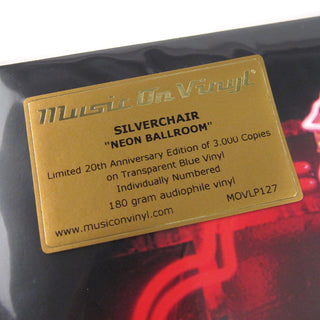 Music On Vinyl
SILVERCHAIR
"NEON BALLROOM"
Limited 20th Anniversary Edition of 3.000 Copies
on Transparent Blue Vinyl
Individually Numbered
180 gram audiophile vinyl
www.musiconvinyl.com MOVLP127